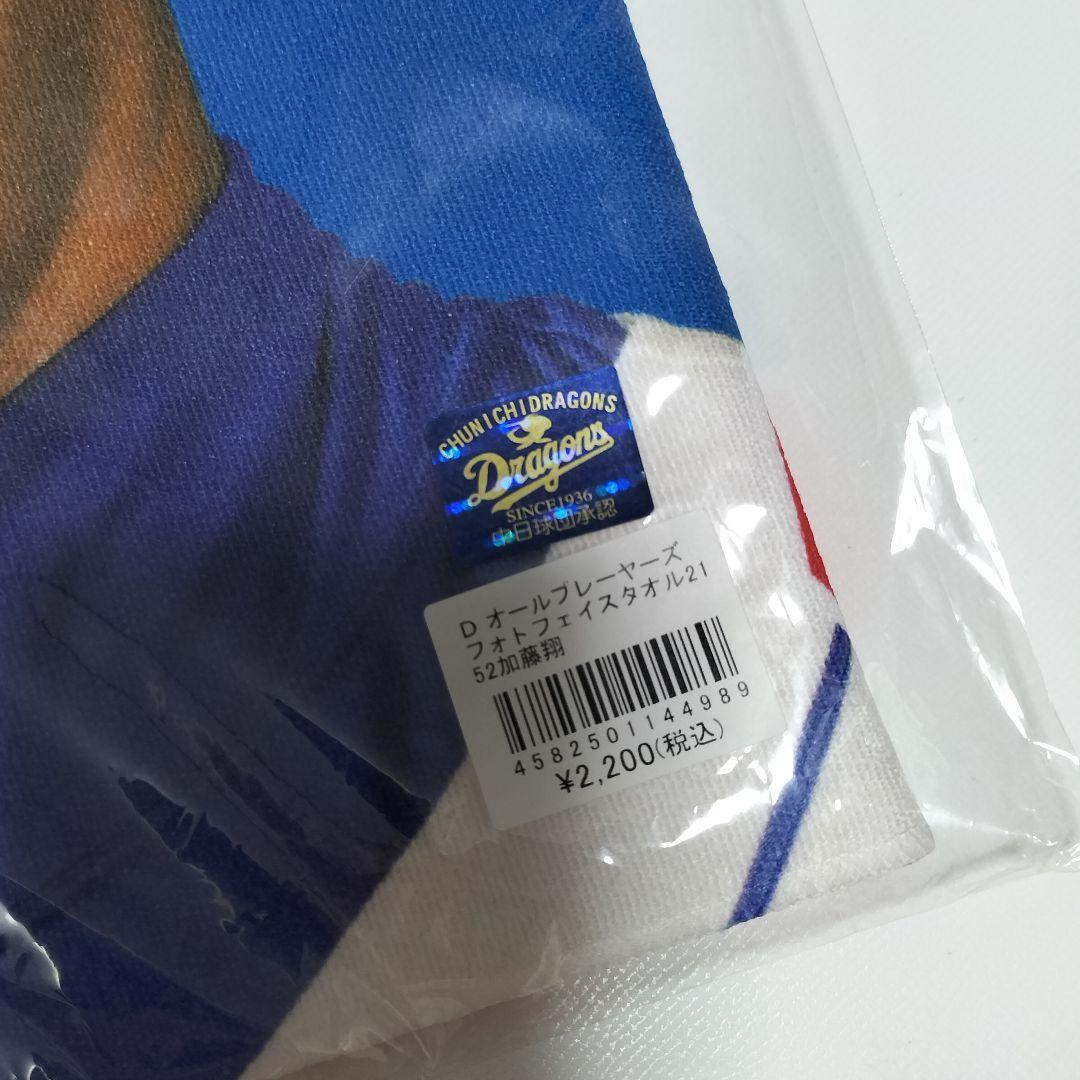 CHUNICHIDRAGONS
Dragons
SINCE1936
中日球団承認
D オールプレーヤーズ
フォトフェイスタオル21
52加藤翔
4582501144989
¥2,200(税込)